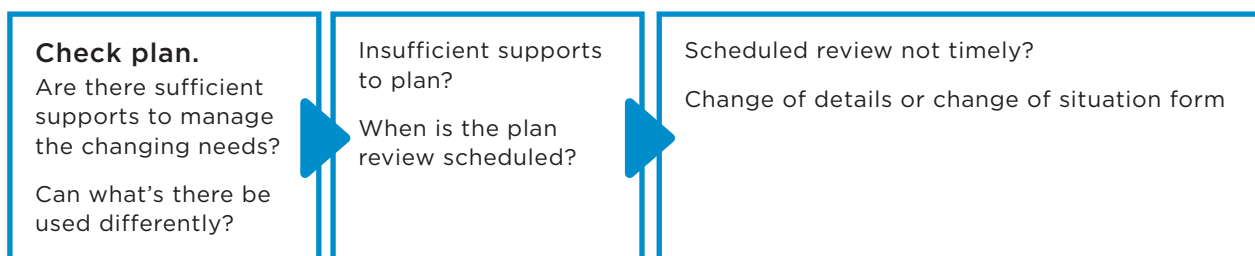 Check plan.
Are there sufficient
supports to manage
the changing needs?
Can what’s there be
used differently?
Insufficient supports
to plan?
When is the plan
review scheduled?
Scheduled review not timely?
Change of details or change of situation form